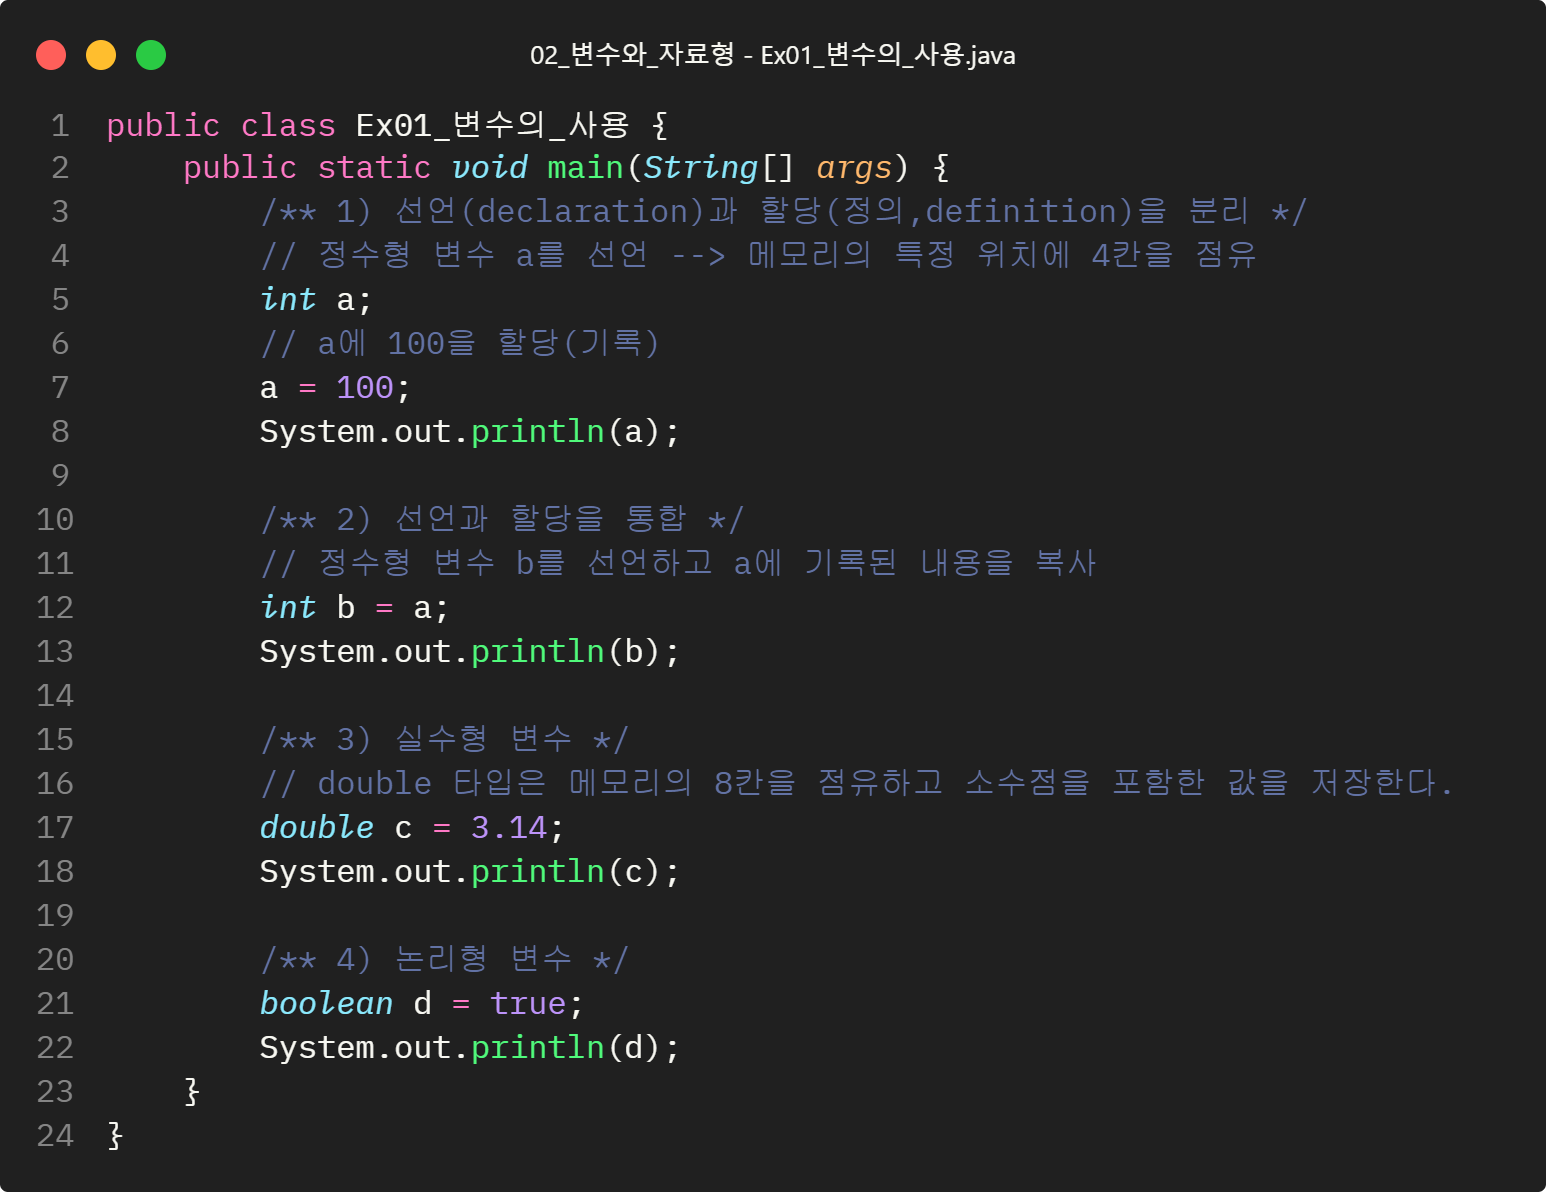 02_변수와_자료형 - Ex01_변수의_사용.java
1 public class Ex01_변수의_사용 {
2     public static void main(String[] args) {
3         /** 1) 선언(declaration)과 할당(정의,definition)을 분리 */
4         // 정수형 변수 a를 선언 --> 메모리의 특정 위치에 4칸을 점유
5         int a;
6         // a에 100을 할당(기록)
7         a = 100;
8         System.out.println(a);
9
10         /** 2) 선언과 할당을 통합 */
11         // 정수형 변수 b를 선언하고 a에 기록된 내용을 복사
12         int b = a;
13         System.out.println(b);
14
15         /** 3) 실수형 변수 */
16         // double 타입은 메모리의 8칸을 점유하고 소수점을 포함한 값을 저장한다.
17         double c = 3.14;
18         System.out.println(c);
19
20         /** 4) 논리형 변수 */
21         boolean d = true;
22         System.out.println(d);
23     }
24 }